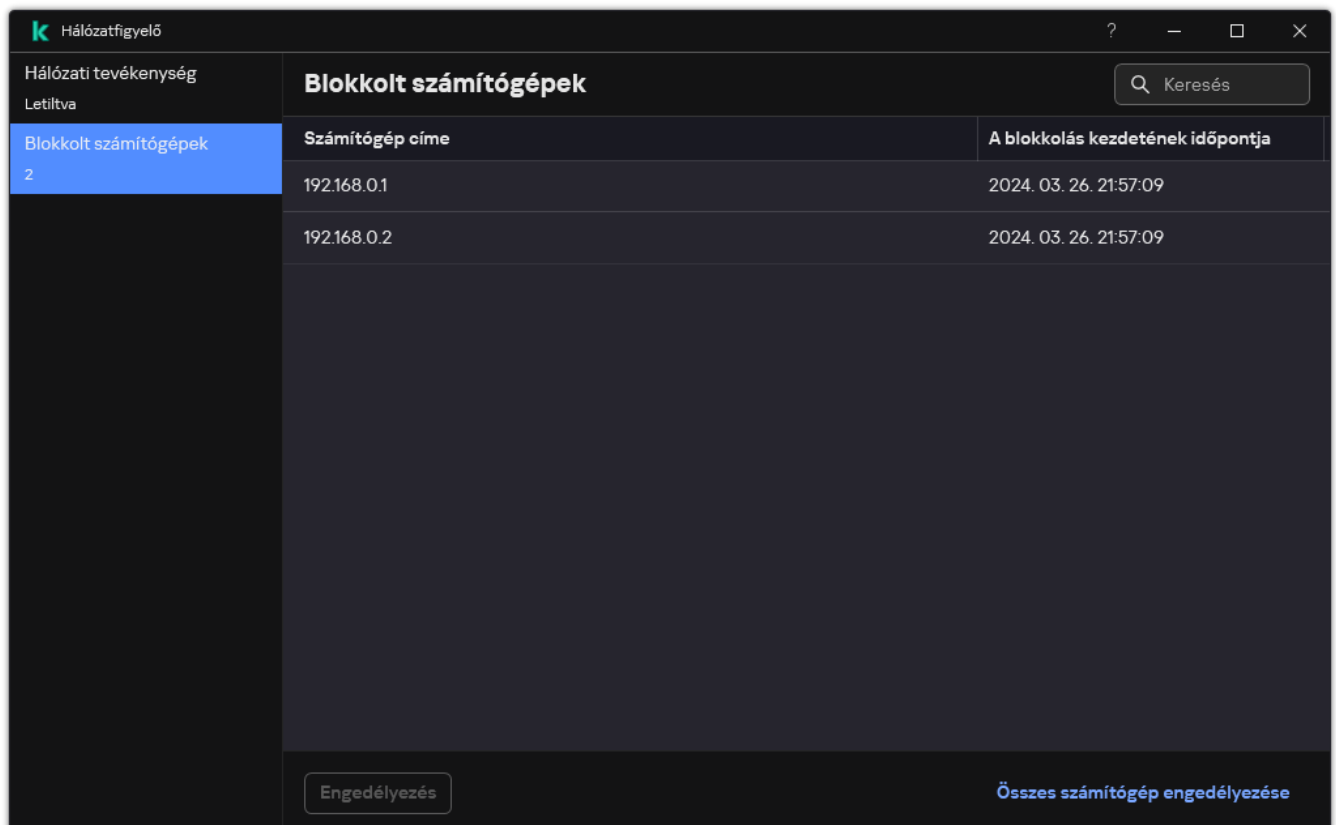 Hálózatfigyelő
?
Hálózati tevékenység
Letiltva
Blokkolt számítógépek
2
Blokkolt számítógépek
Keresés
Számítógép címe
A blokkolás kezdetének időpontja
192.168.0.1
2024. 03. 26. 21:57:09
192.168.0.2
2024. 03. 26. 21:57:09
Engedélyezés
Összes számítógép engedélyezése